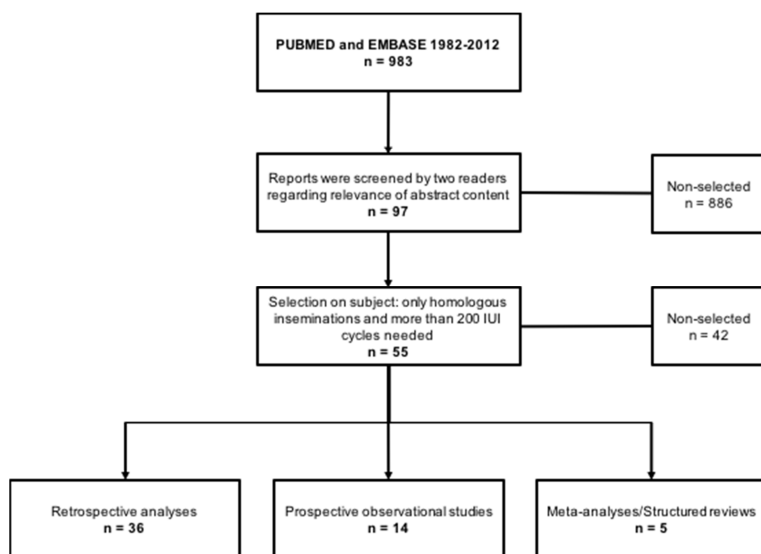 PUBMED and EMBASE 1982-2012
n = 983
Reports were screened by two readers
regarding relevance of abstract content
n = 97
Non-selected
n = 886
Selection on subject: only homologous
inseminations and more than 200 IUI
cycles needed
n = 55
Non-selected
n = 42
Retrospective analyses
n = 36
Prospective observational studies
n = 14
Meta-analyses/Structured reviews
n = 5